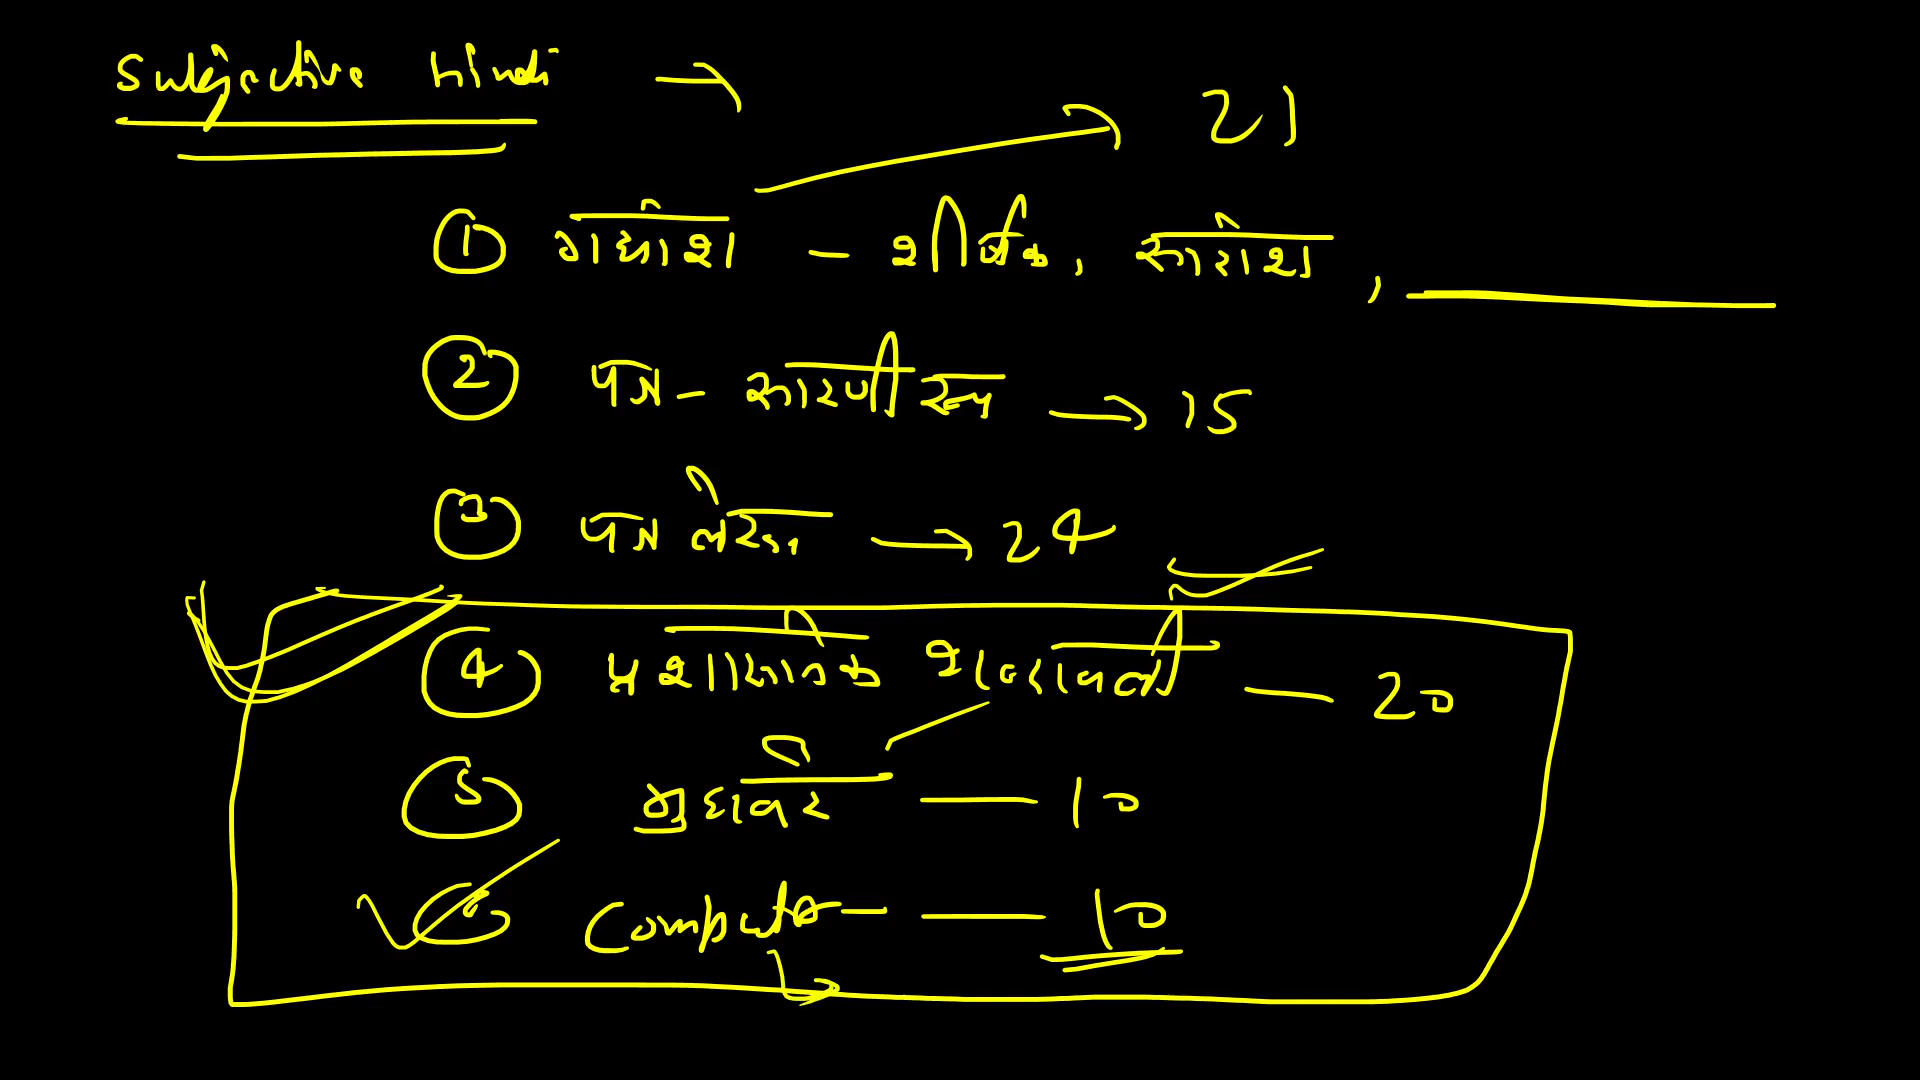 Subjective hindi →
21
① गद्यांश - शीर्षक, सारांश,
② पत्र - सारणी रूप → 15
③ पत्र लेखन → 24
④ प्रशासनिक शब्दावली — 20
⑤ मुहावरे — 10
⑥ Computer — 10